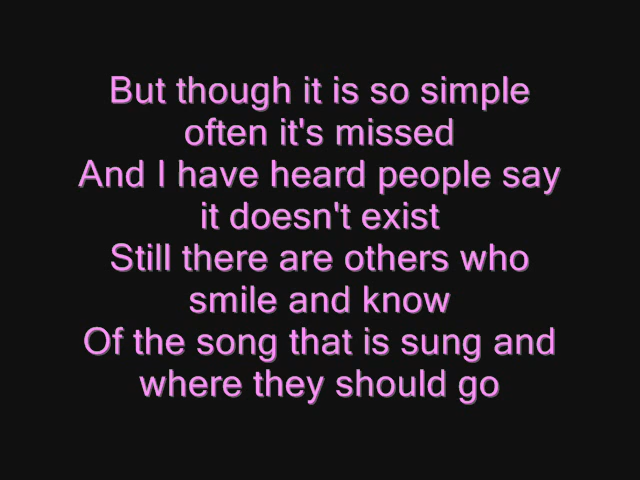 But though it is so simple
often it's missed
And I have heard people say
it doesn't exist
Still there are others who
smile and know
Of the song that is sung and
where they should go